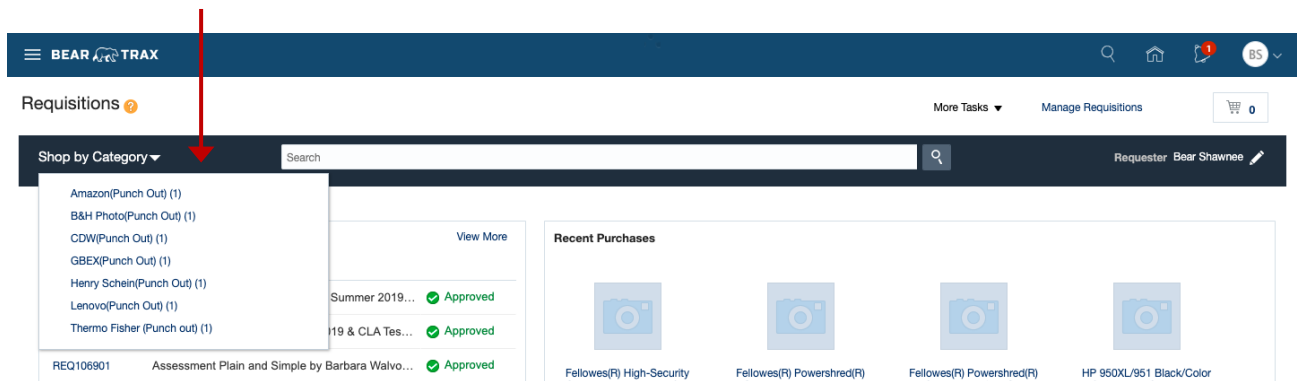 BEAR TRAX
1
BS
Requisitions ?
More Tasks
Manage Requisitions
0
Shop by Category
Search
Requester Bear Shawnee
Amazon(Punch Out) (1)
B&H Photo(Punch Out) (1)
CDW(Punch Out) (1)
GBEX(Punch Out) (1)
Henry Schein(Punch Out) (1)
Lenovo(Punch Out) (1)
Thermo Fisher (Punch out) (1)
View More
Summer 2019... Approved
019 & CLA Tes... Approved
REQ106901 Assessment Plain and Simple by Barbara Walvo... Approved
Recent Purchases
Fellowes(R) High-Security
Fellowes(R) Powershred(R)
Fellowes(R) Powershred(R)
HP 950XL/951 Black/Color